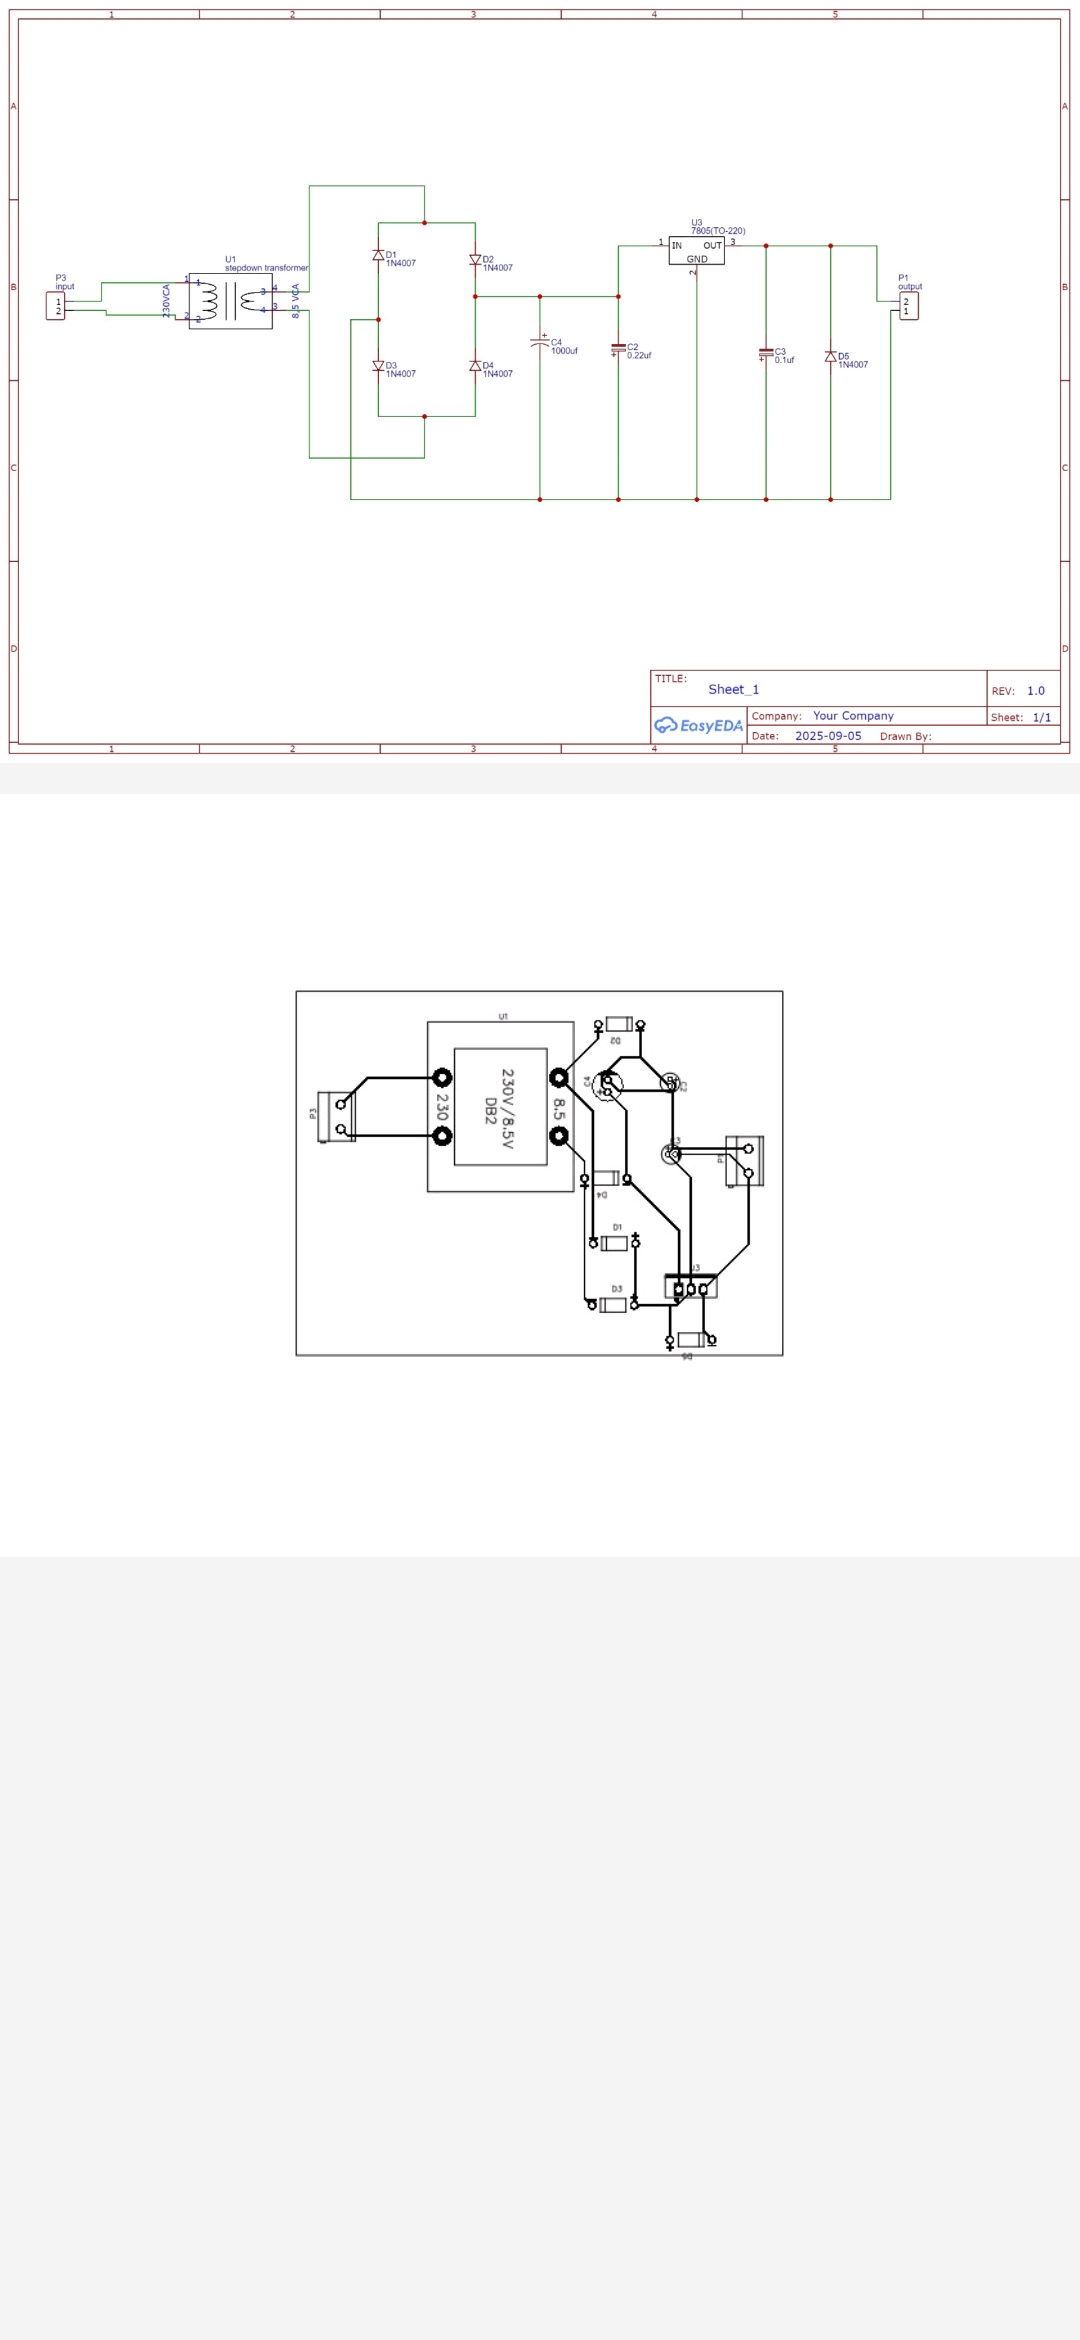 1 2 3 4 5
A A
B B
C C
D D
P3
input
1
2
U1
stepdown transformer
230VCA
8,5 VCA
1 1
2 2
3 4
4 3
D1
1N4007
D2
1N4007
D3
1N4007
D4
1N4007
C4
1000uf
C2
0.22uf
U3
7805(TO-220)
1 IN OUT 3
GND
2
C3
0.1uf
D5
1N4007
P1
output
2
1
TITLE:
Sheet_1
REV: 1.0
EasyEDA
Company: Your Company
Sheet: 1/1
Date: 2025-09-05 Drawn By:
1 2 3 4 5
U1
D2
C4
C2
P3
230
230V/8,5V
DB2
8,5
D4
D1
D3
D5